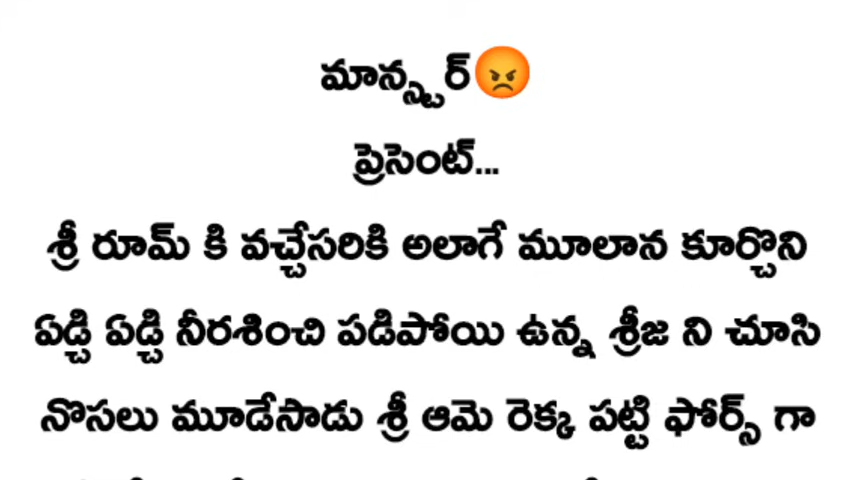 మాన్స్టర్😡
ప్రెసెంట్...
శ్రీ రూమ్ కి వచ్చేసరికి అలాగే మూలాన కూర్చొని
ఏడ్చి ఏడ్చి నీరశించి పడిపోయి ఉన్న శ్రీజ ని చూసి
నొసలు మూడేసాడు శ్రీ ఆమె రెక్క పట్టి ఫోర్స్ గా